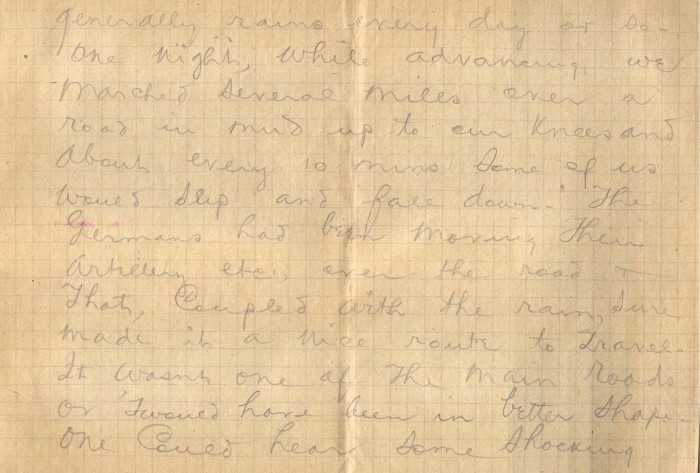 generally rains every day or so.
One night, while advancing, we
marched several miles over a
road in mud up to our knees and
about every 10 mins some of us
would slip and fall down. The
Germans had been moving their
artillery etc., over the road &
that, coupled with the rain, sure
made it a nice route to travel.
It wasn't one of the main roads
or 'twould have been in better shape.
One could hear some shocking